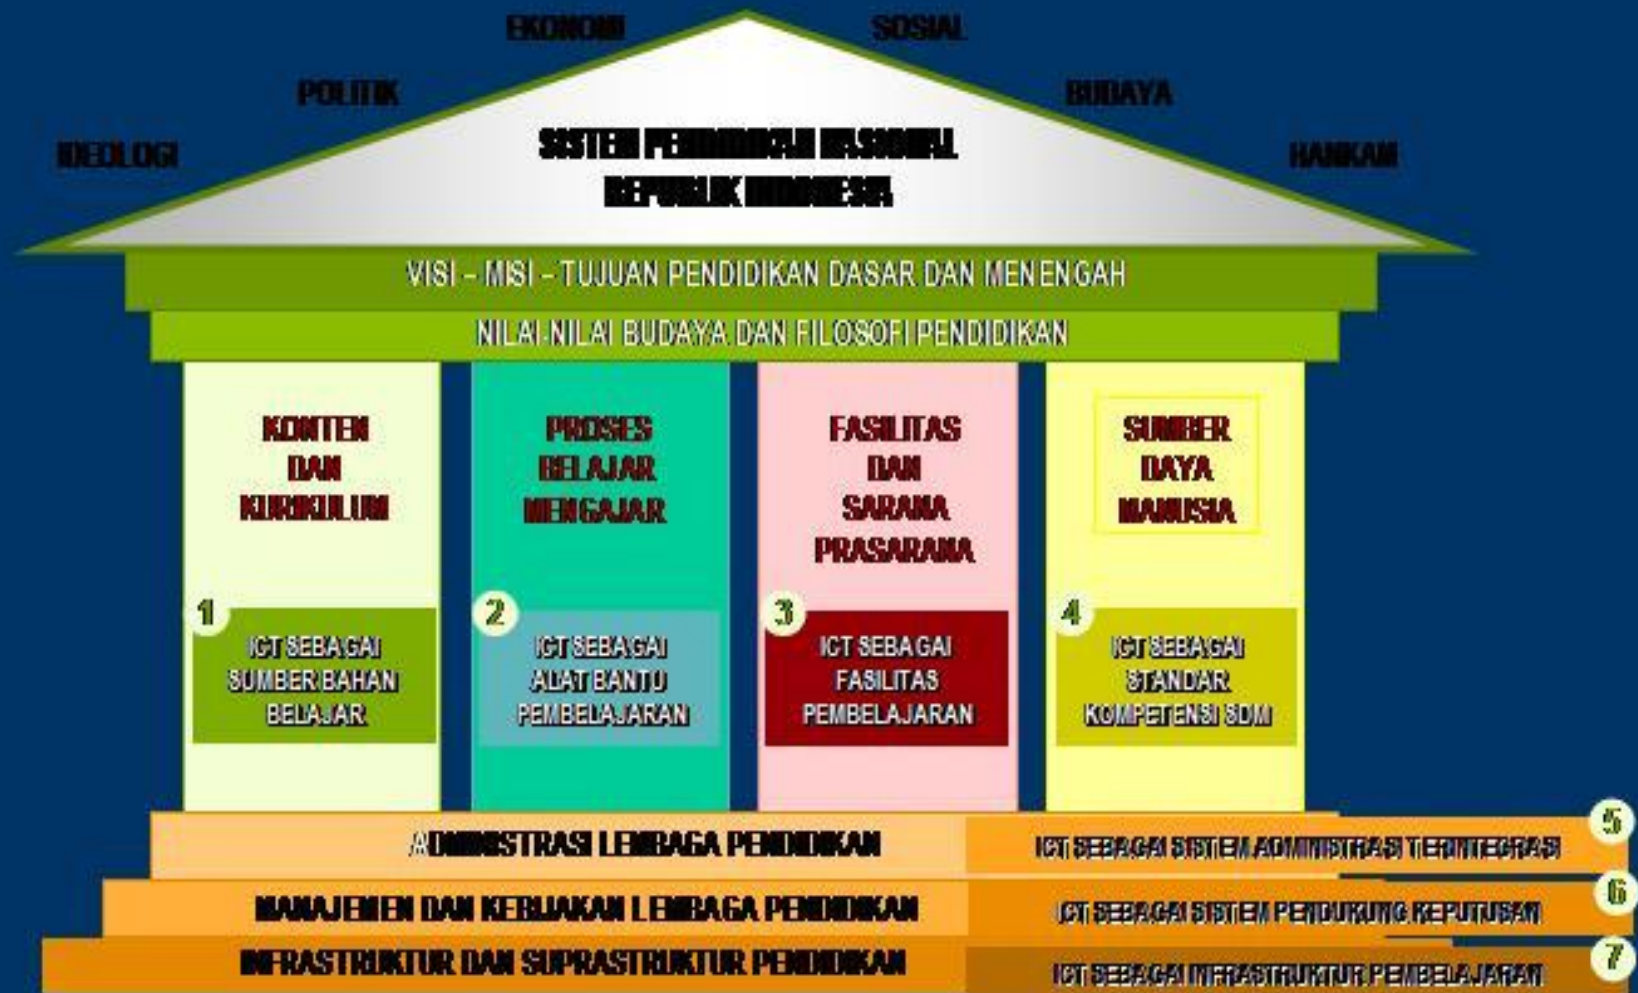 EKONOMI
SOSIAL
POLITIK
BUDAYA
IDEOLOGI
HANKAM
SISTEM PENDIDIKAN NASIONAL
REPUBLIK INDONESIA
VISI – MISI – TUJUAN PENDIDIKAN DASAR DAN MENENGAH
NILAI-NILAI BUDAYA DAN FILOSOFI PENDIDIKAN
KONTEN
DAN
KURIKULUM
1
ICT SEBAGAI
SUMBER BAHAN
BELAJAR
PROSES
BELAJAR
MENGAJAR
2
ICT SEBAGAI
ALAT BANTU
PEMBELAJARAN
FASILITAS
DAN
SARANA
PRASARANA
3
ICT SEBAGAI
FASILITAS
PEMBELAJARAN
SUMBER
DAYA
MANUSIA
4
ICT SEBAGAI
STANDAR
KOMPETENSI SDM
ADMINISTRASI LEMBAGA PENDIDIKAN
ICT SEBAGAI SISTEM ADMINISTRASI TERINTEGRASI
5
MANAJEMEN DAN KEBIJAKAN LEMBAGA PENDIDIKAN
ICT SEBAGAI SISTEM PENDUKUNG KEPUTUSAN
6
INFRASTRUKTUR DAN SUPRASTRUKTUR PENDIDIKAN
ICT SEBAGAI INFRASTRUKTUR PEMBELAJARAN
7